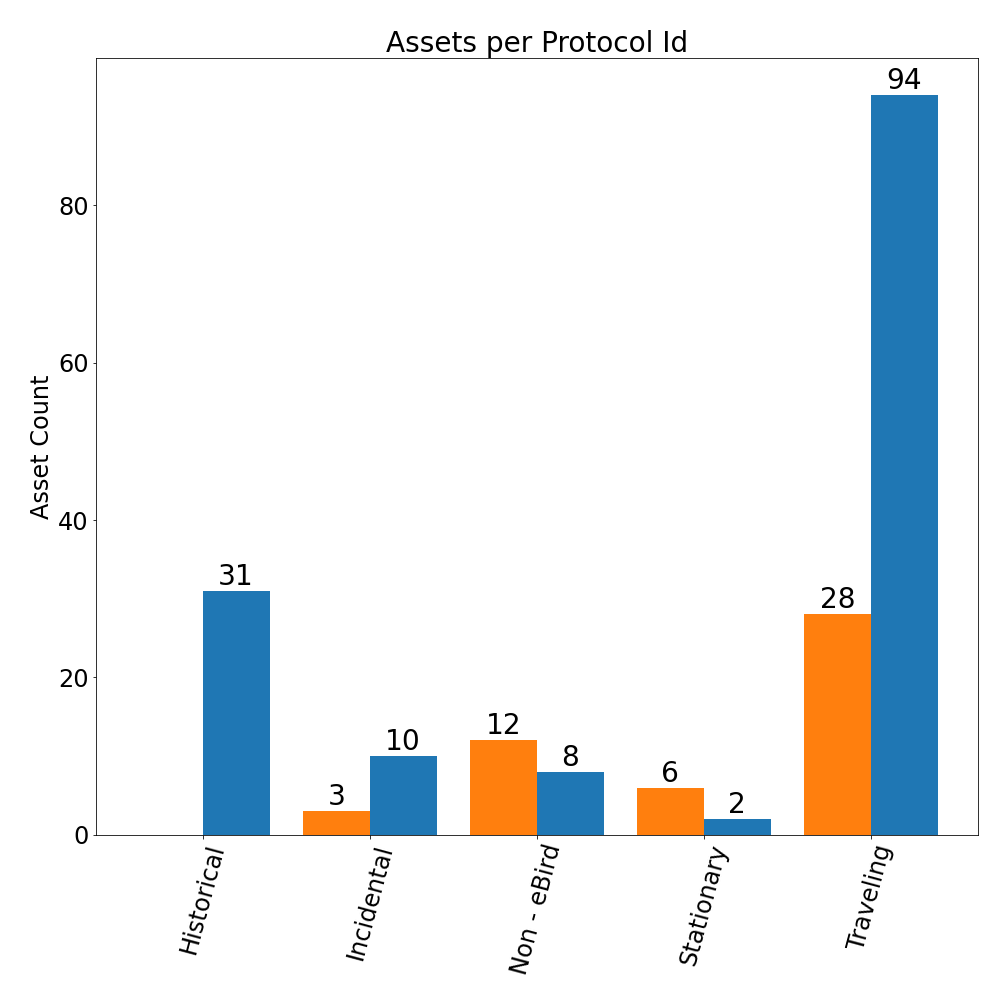 Assets per Protocol Id
Asset Count
80
60
40
20
0
31
3
10
12
8
6
2
28
94
Historical
Incidental
Non - eBird
Stationary
Traveling